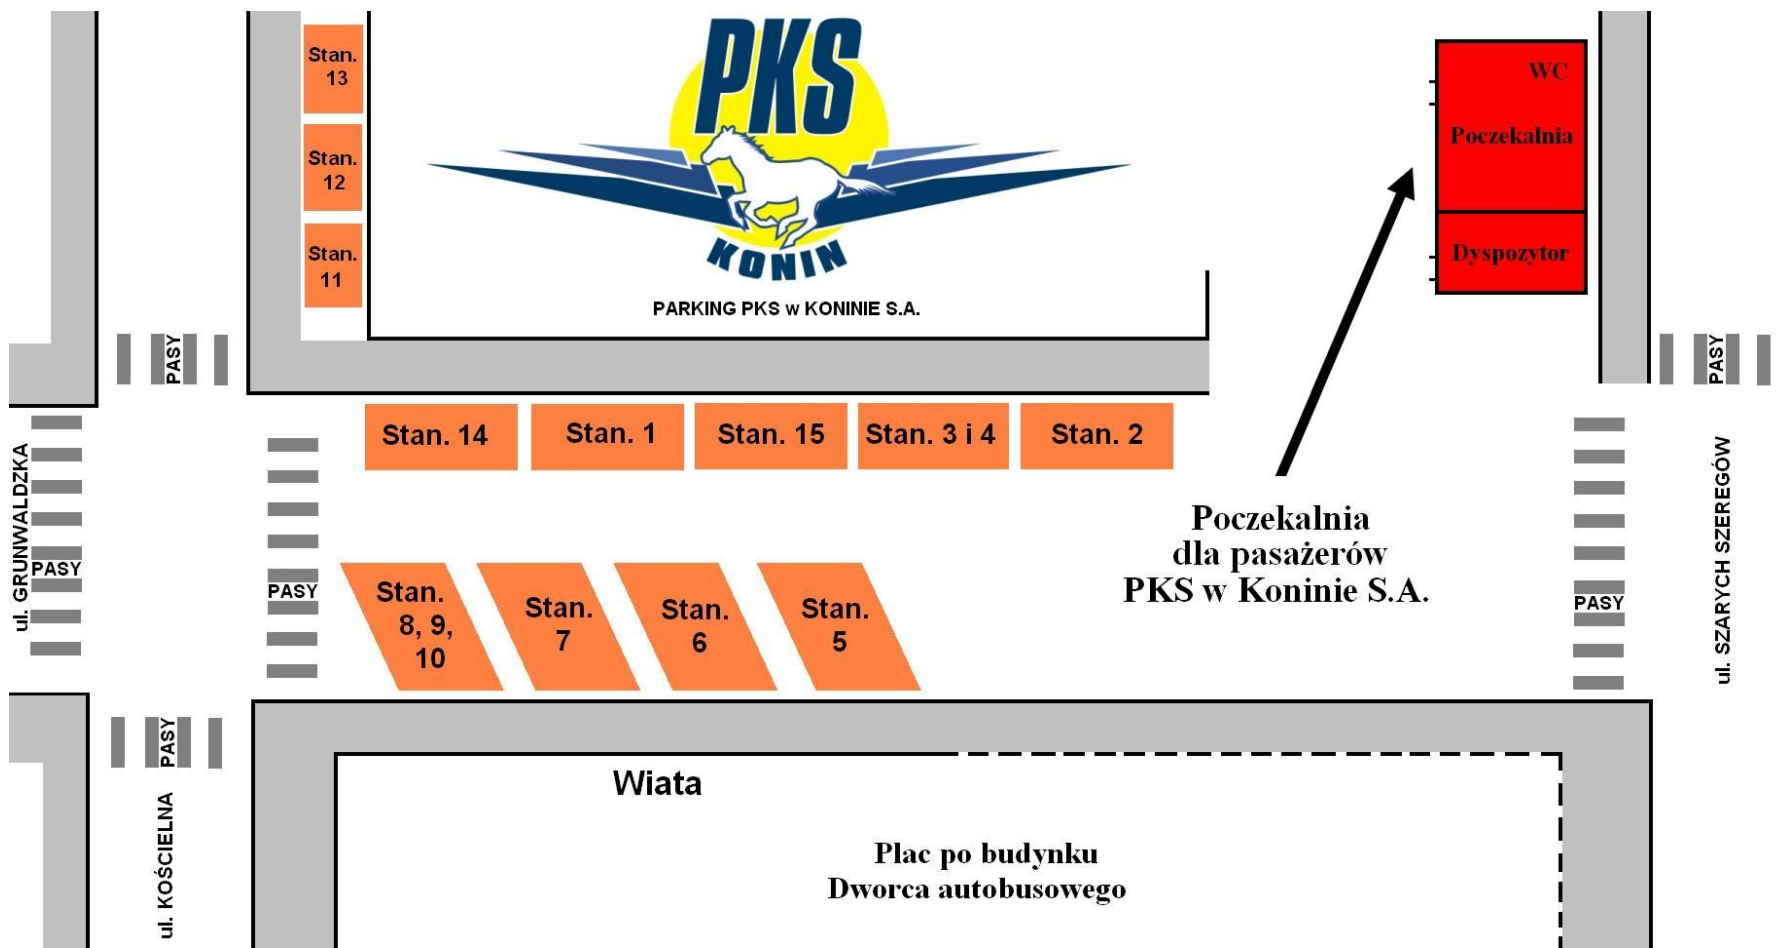 Stan.
13
Stan.
12
Stan.
11
PKS
KONIN
PARKING PKS w KONINIE S.A.
WC
Poczekalnia
Dyspozytor
PASY
PASY
Stan. 14
Stan. 1
Stan. 15
Stan. 3 i 4
Stan. 2
ul. GRUNWALDZKA
PASY
PASY
Poczekalnia
dla pasażerów
PKS w Koninie S.A.
PASY
ul. SZARYCH SZEREGÓW
Stan.
8, 9,
10
Stan.
7
Stan.
6
Stan.
5
PASY
ul. KOŚCIELNA
Wiata
Plac po budynku
Dworca autobusowego